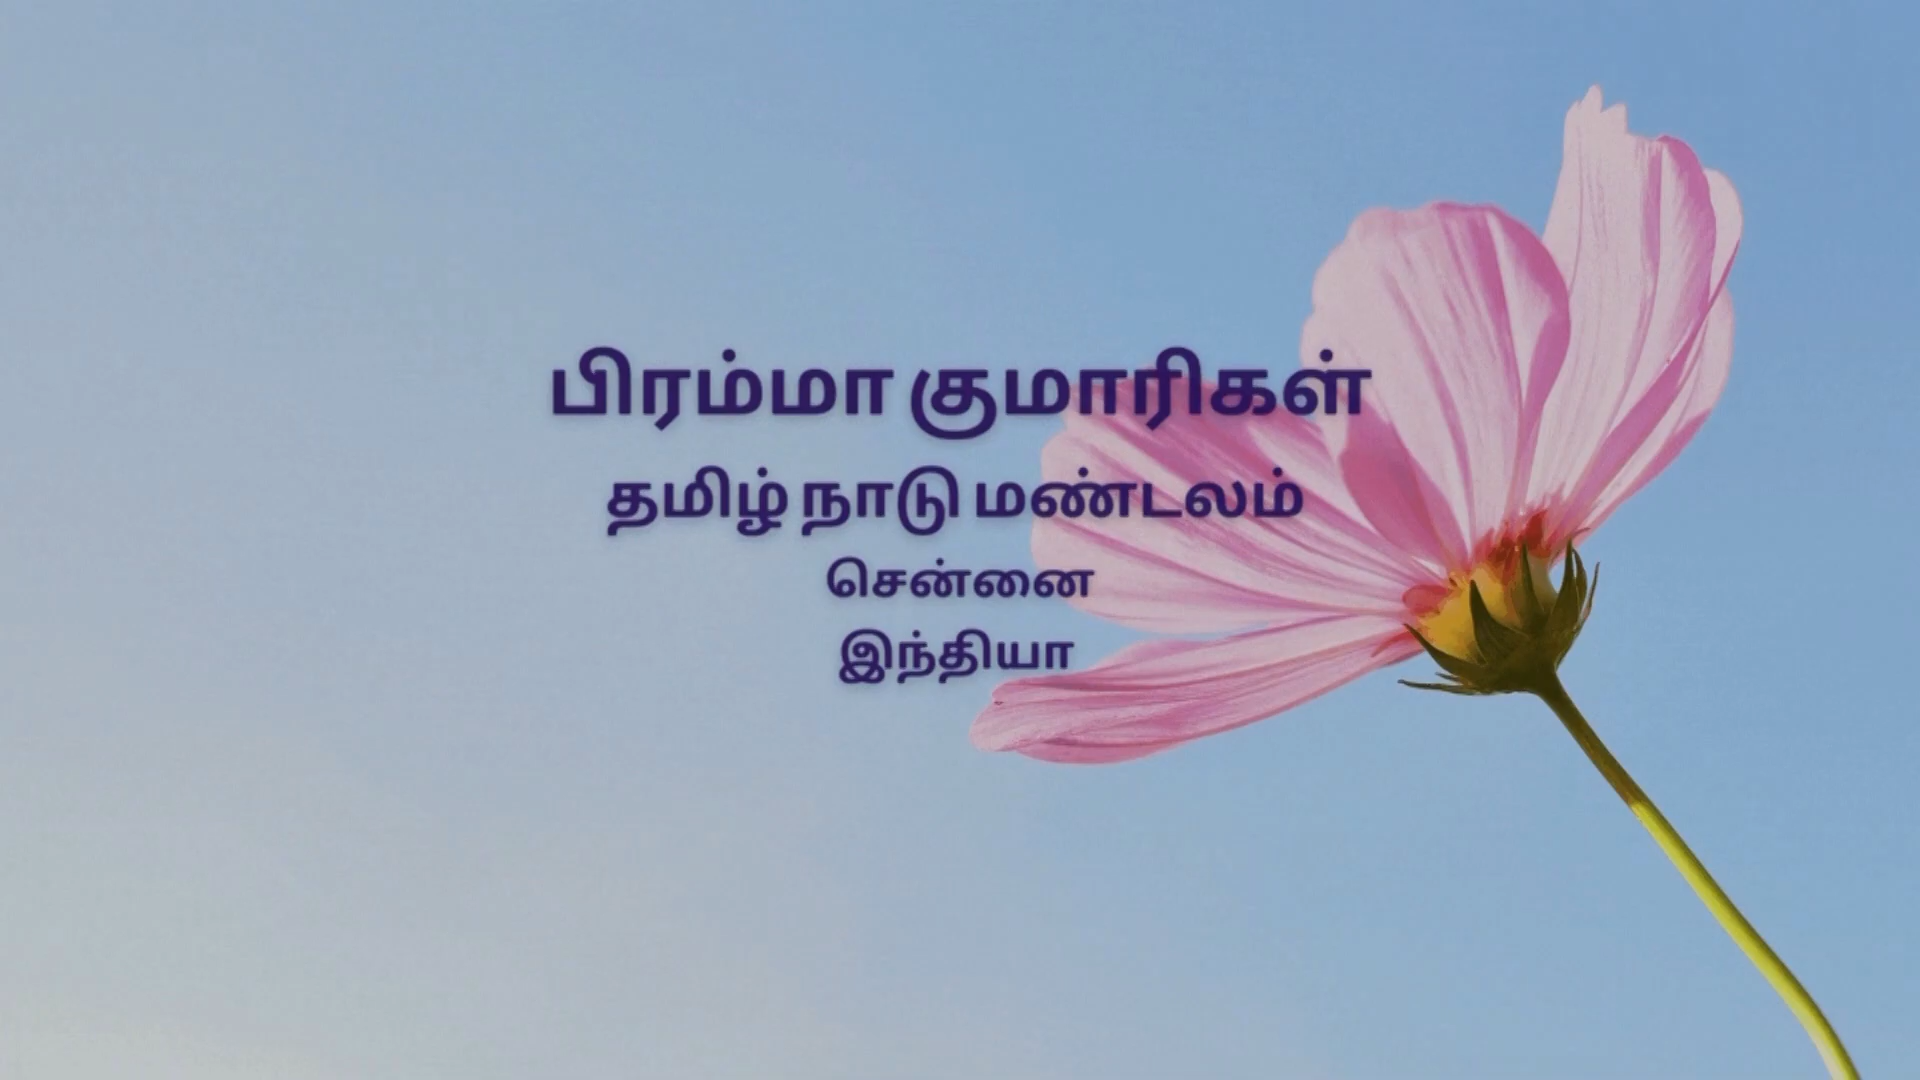 பிரம்மா குமாரிகள்
தமிழ் நாடு மண்டலம்
சென்னை
இந்தியா